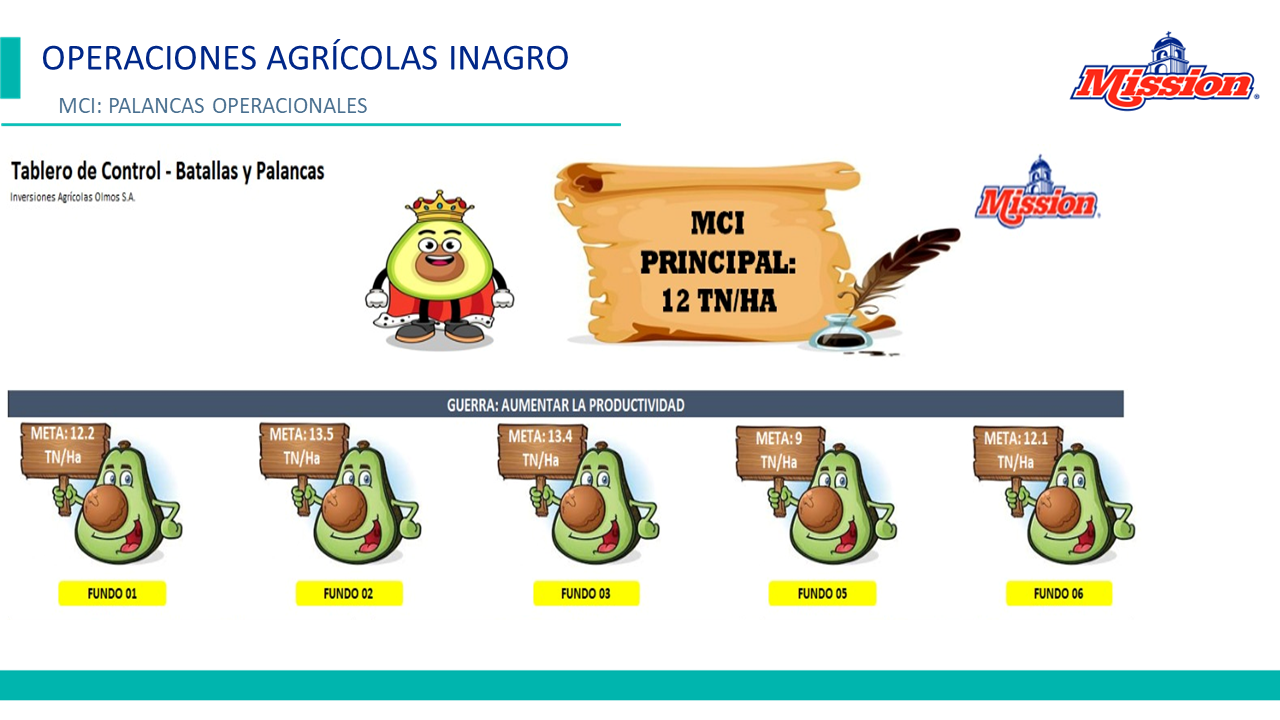 OPERACIONES AGRÍCOLAS INAGRO
MCI: PALANCAS OPERACIONALES
Mission®
Tablero de Control - Batallas y Palancas
Inversiones Agrícolas Olmos S.A.
MCI
PRINCIPAL:
12 TN/HA
Mission®
GUERRA: AUMENTAR LA PRODUCTIVIDAD
META: 12.2
TN/Ha
META: 13.5
TN/Ha
META: 13.4
TN/Ha
META: 9
TN/Ha
META: 12.1
TN/Ha
FUNDO 01
FUNDO 02
FUNDO 03
FUNDO 05
FUNDO 06